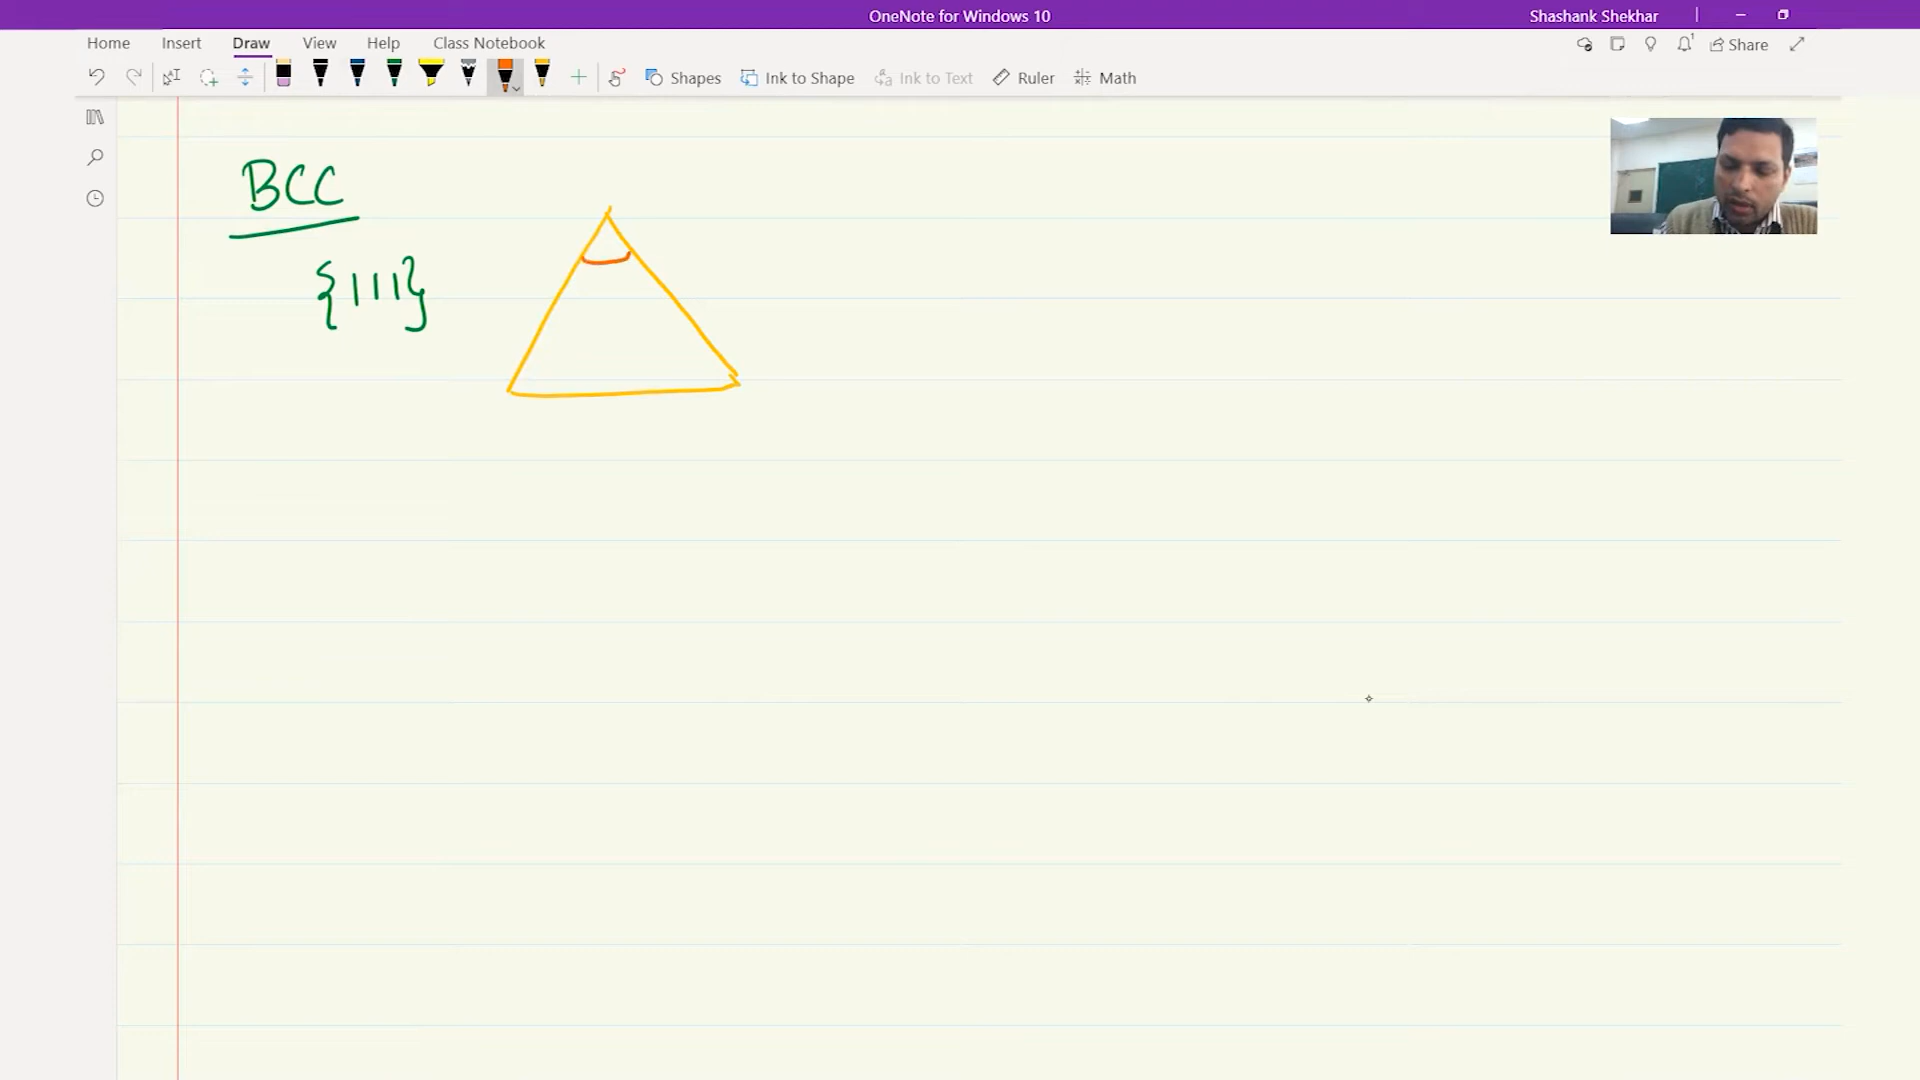 OneNote for Windows 10
Shashank Shekhar
Home Insert Draw View Help Class Notebook
Share
Shapes Ink to Shape Ink to Text Ruler Math
BCC
{111}